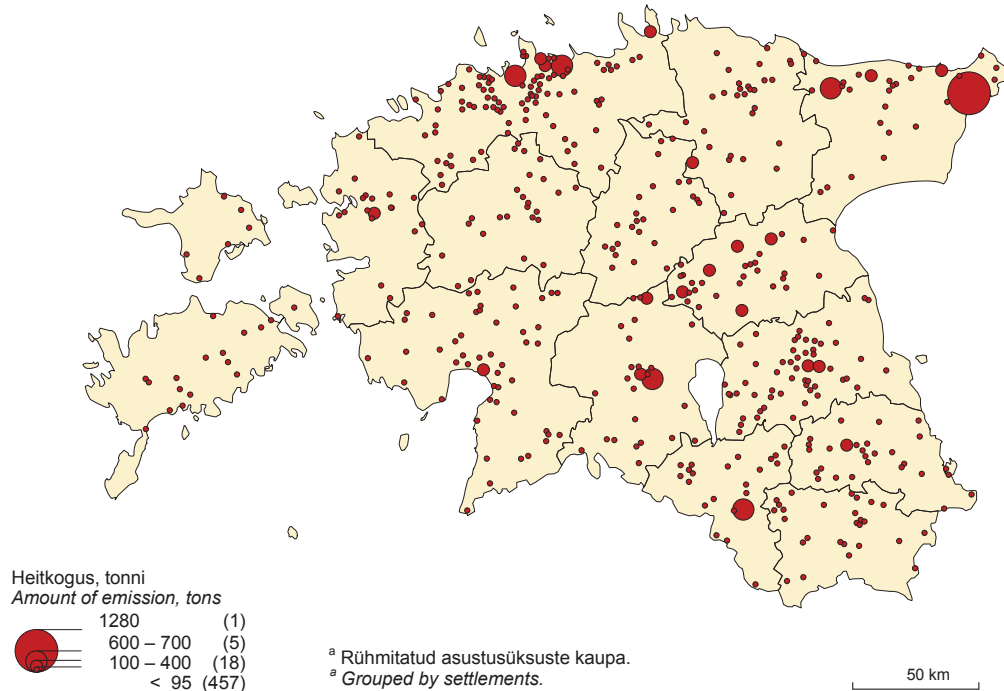 Heitkogus, tonni
Amount of emission, tons
1280 (1)
600 – 700 (5)
100 – 400 (18)
< 95 (457)
a Rühmitatud asustusüksuste kaupa.
a Grouped by settlements.
50 km